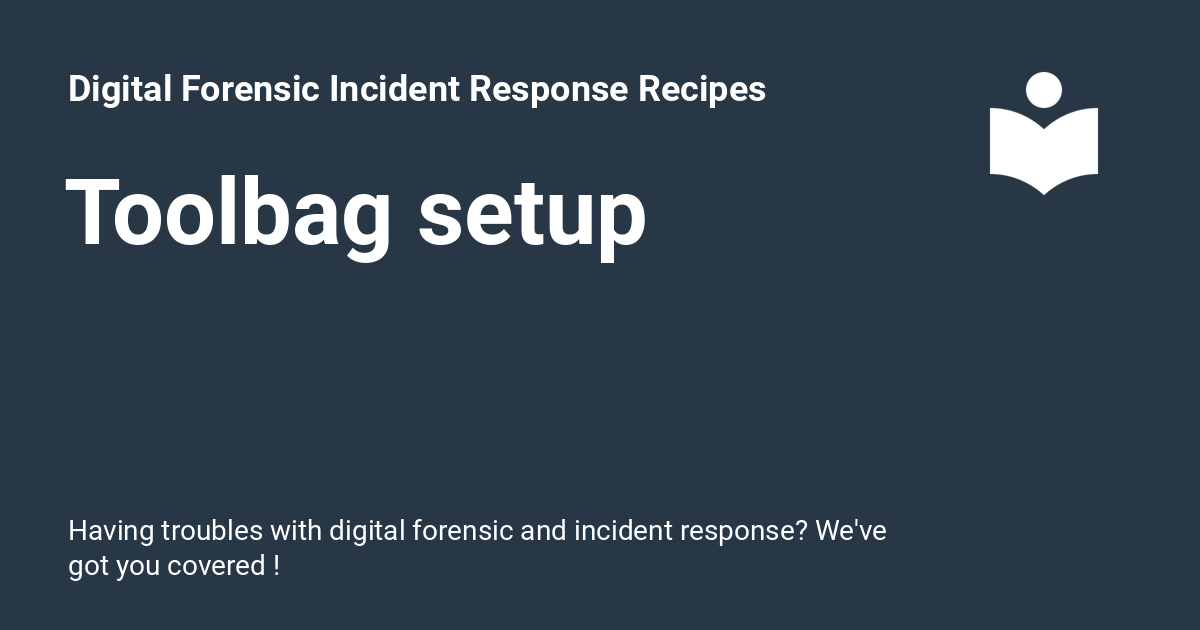 Digital Forensic Incident Response Recipes
Toolbag setup
Having troubles with digital forensic and incident response? We've
got you covered !